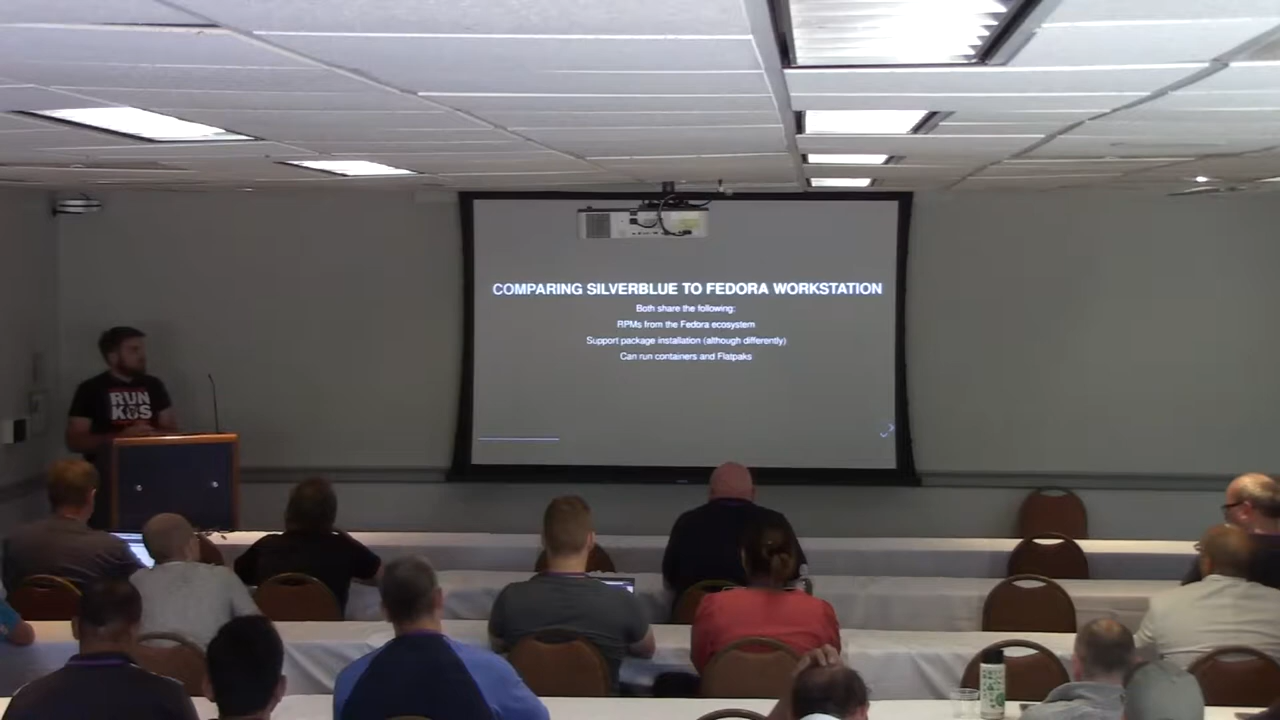 COMPARING SILVERBLUE TO FEDORA WORKSTATION
Both share the following:
RPMs from the Fedora ecosystem
Support package installation (although differently)
Can run containers and Flatpaks
RUN
K8S